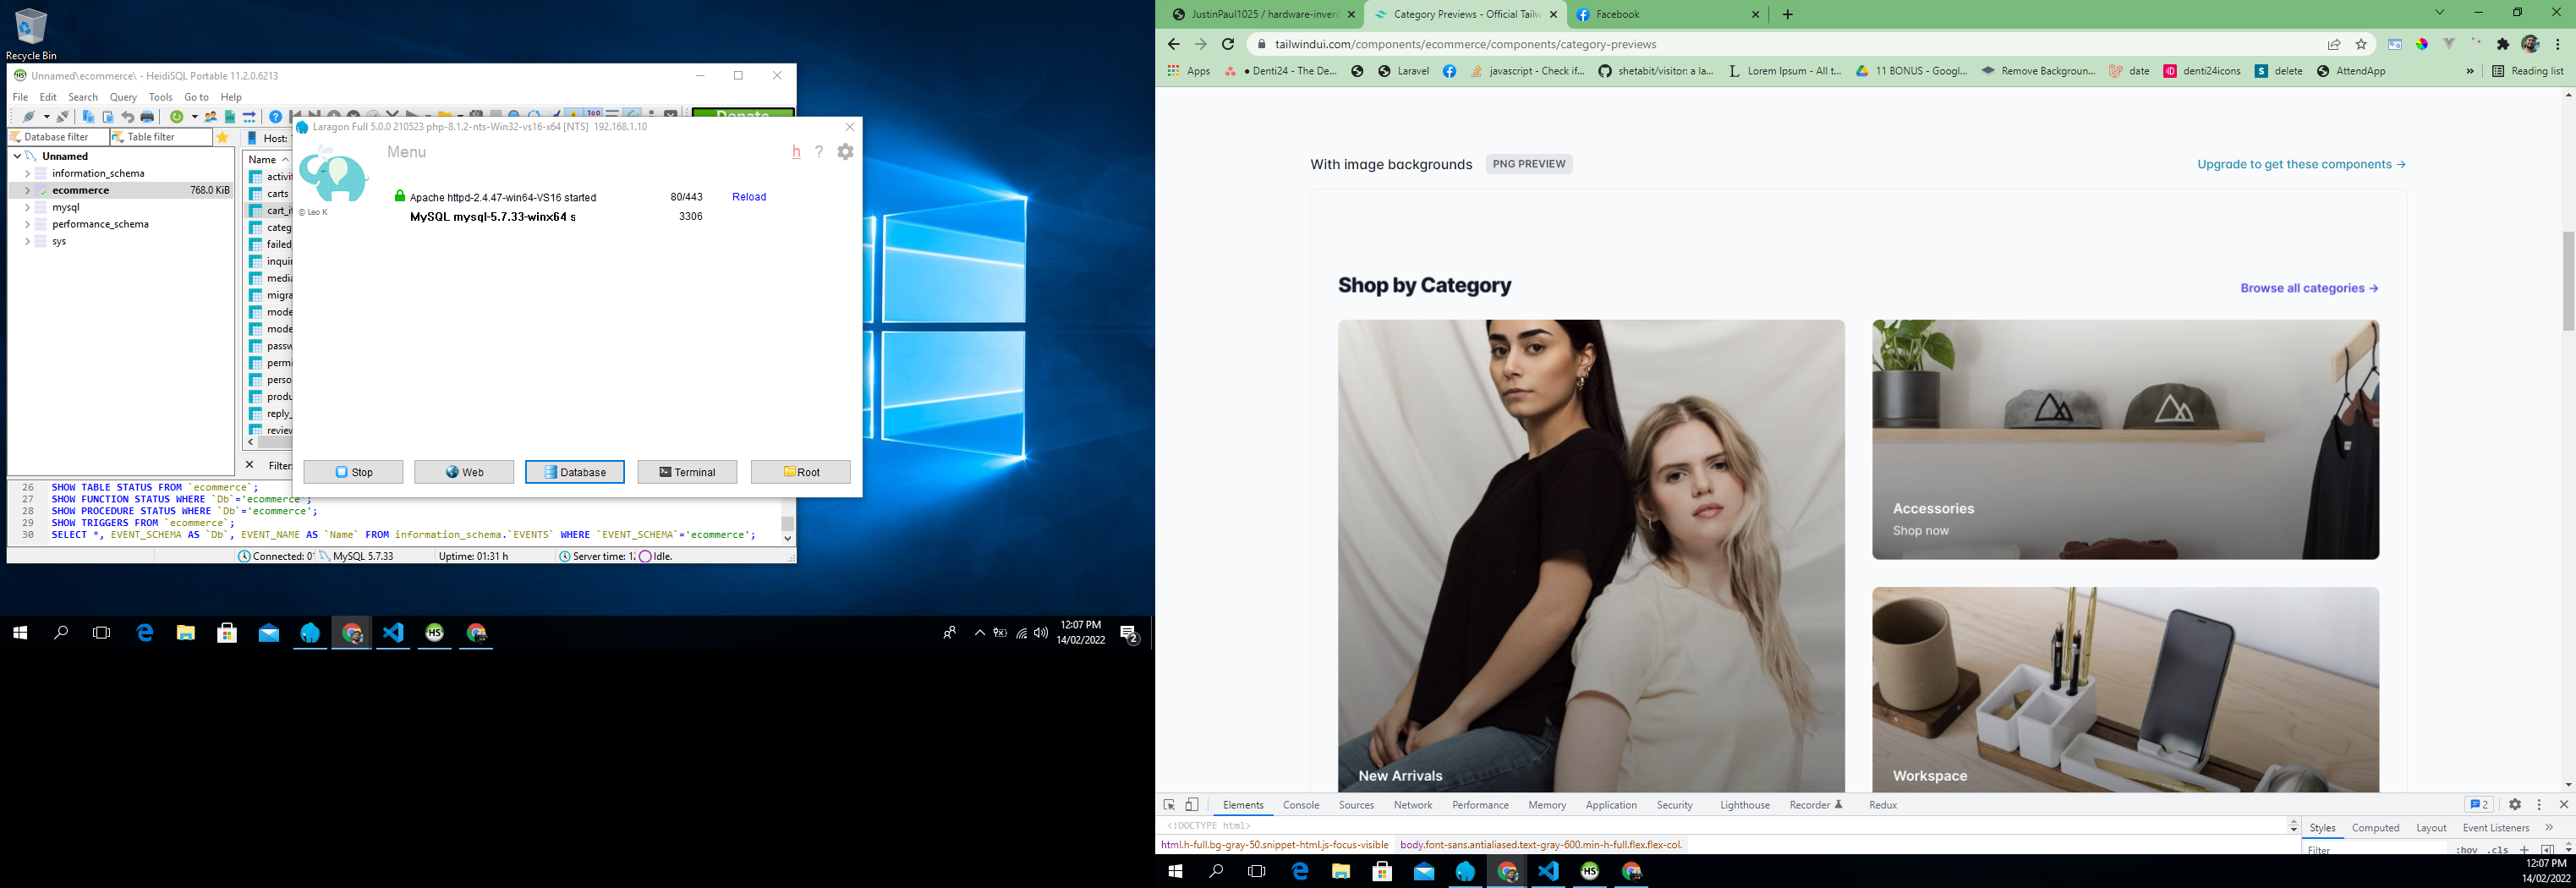 Recycle Bin
Unnamed\ecommerce\ - HeidiSQL Portable 11.2.0.6213
File Edit Search Query Tools Go to Help
Donate
Database filter Table filter Host:
Unnamed
information_schema
ecommerce 768.0 KiB
mysql
performance_schema
sys
Name
activit
carts
cart_it
categ
failed_
inquir
media
migra
mode
mode
passw
permi
perso
produ
reply_
review
Filter:
Laragon Full 5.0.0 210523 php-8.1.2-nts-Win32-vs16-x64 [NTS] 192.168.1.10
Menu h ?
© Leo K
Apache httpd-2.4.47-win64-VS16 started 80/443 Reload
MySQL mysql-5.7.33-winx64 s 3306
Stop Web Database Terminal Root
26 SHOW TABLE STATUS FROM `ecommerce`;
27 SHOW FUNCTION STATUS WHERE `Db`='ecommerce';
28 SHOW PROCEDURE STATUS WHERE `Db`='ecommerce';
29 SHOW TRIGGERS FROM `ecommerce`;
30 SELECT *, EVENT_SCHEMA AS `Db`, EVENT_NAME AS `Name` FROM information_schema.`EVENTS` WHERE `EVENT_SCHEMA`='ecommerce';
Connected: 01 MySQL 5.7.33 Uptime: 01:31 h Server time: 12 Idle.
HS
12:07 PM
14/02/2022
2
JustinPaul1025 / hardware-inven Category Previews - Official Tailw Facebook
tailwindui.com/components/ecommerce/components/category-previews
Apps • Denti24 - The De... Laravel javascript - Check if... shetabit/visitor: a la... Lorem Ipsum - All t... 11 BONUS - Googl... Remove Backgroun... date denti24icons delete AttendApp » Reading list
With image backgrounds PNG PREVIEW Upgrade to get these components →
Shop by Category Browse all categories →
Accessories
Shop now
New Arrivals
Workspace
Elements Console Sources Network Performance Memory Application Security Lighthouse Recorder Redux 2
<!DOCTYPE html>
html.h-full.bg-gray-50.snippet-html.js-focus-visible body.font-sans.antialiased.text-gray-600.min-h-full.flex.flex-col.
Styles Computed Layout Event Listeners »
Filter :hov .cls +
HS
12:07 PM
14/02/2022